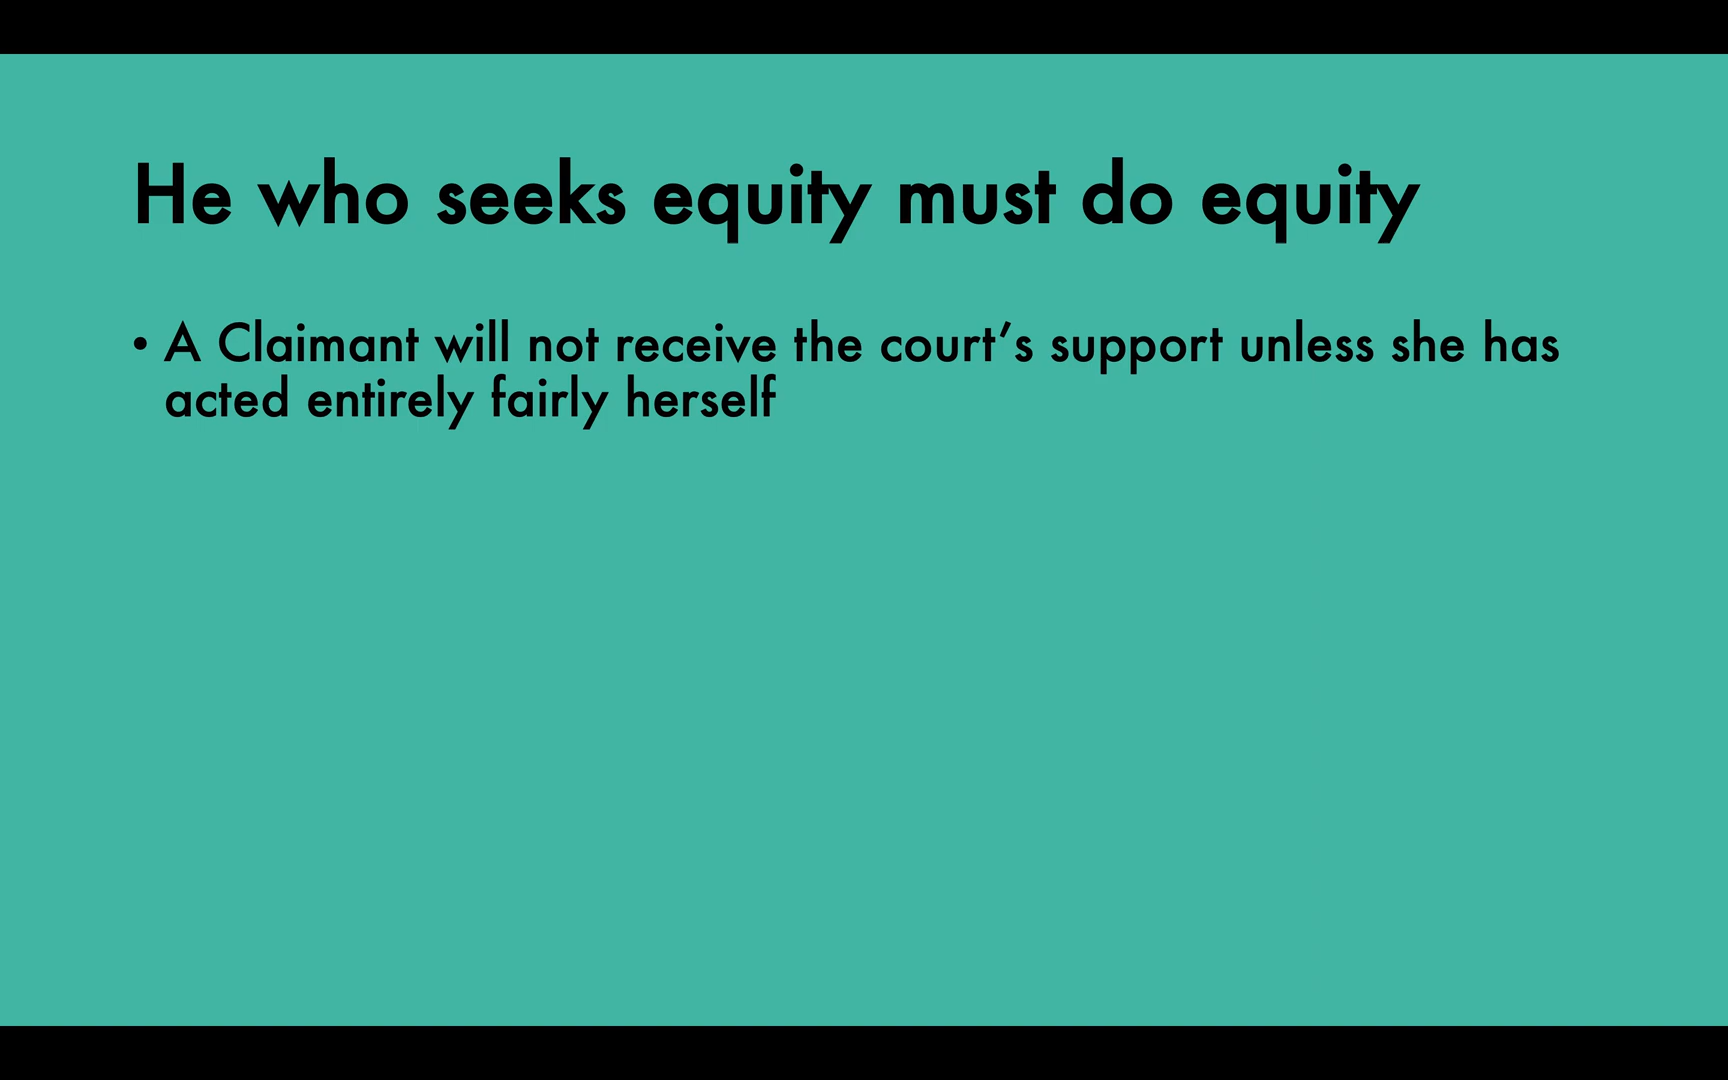 He who seeks equity must do equity
• A Claimant will not receive the court’s support unless she has
acted entirely fairly herself